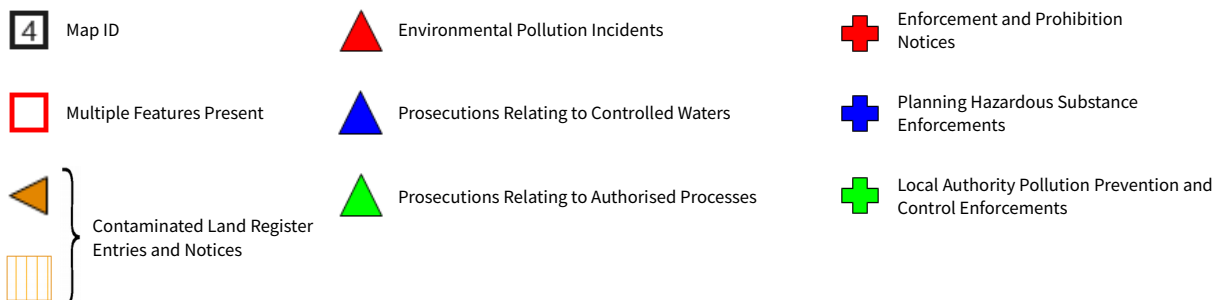 4 Map ID
Multiple Features Present
Contaminated Land Register
Entries and Notices
Environmental Pollution Incidents
Prosecutions Relating to Controlled Waters
Prosecutions Relating to Authorised Processes
Enforcement and Prohibition
Notices
Planning Hazardous Substance
Enforcements
Local Authority Pollution Prevention and
Control Enforcements